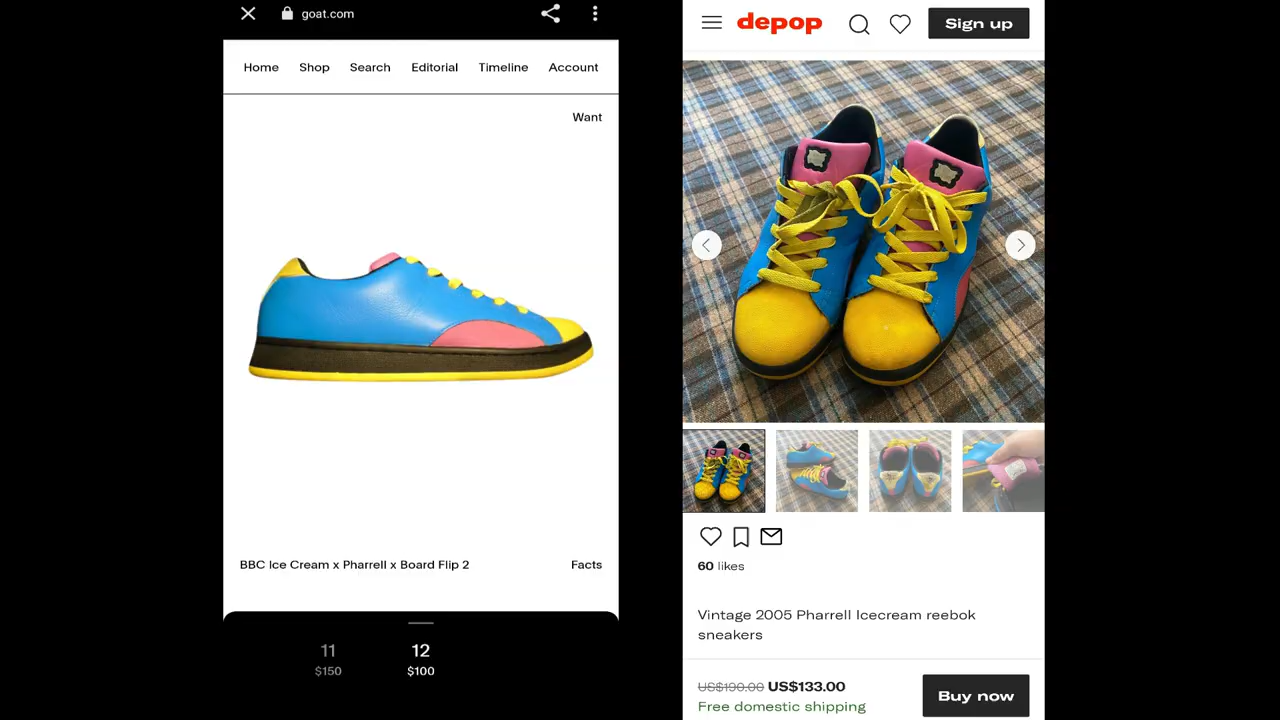 goat.com
Home Shop Search Editorial Timeline Account
Want
BBC Ice Cream x Pharrell x Board Flip 2 Facts
11 12
$150 $100
depop
Sign up
60 likes
Vintage 2005 Pharrell Icecream reebok
sneakers
US$190.00 US$133.00
Free domestic shipping
Buy now